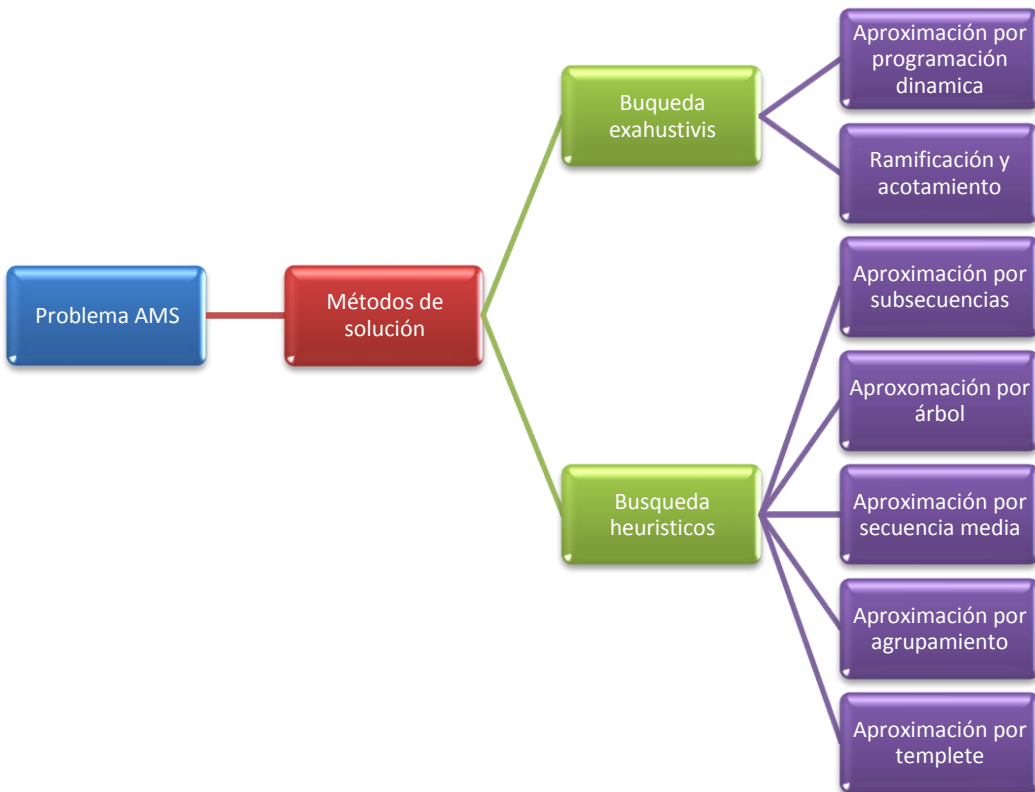 Problema AMS
Métodos de
solución
Buqueda
exahustivis
Aproximación por
programación
dinamica
Ramificación y
acotamiento
Busqueda
heuristicos
Aproximación por
subsecuencias
Aproxomación por
árbol
Aproximación por
secuencia media
Aproximación por
agrupamiento
Aproximación por
templete